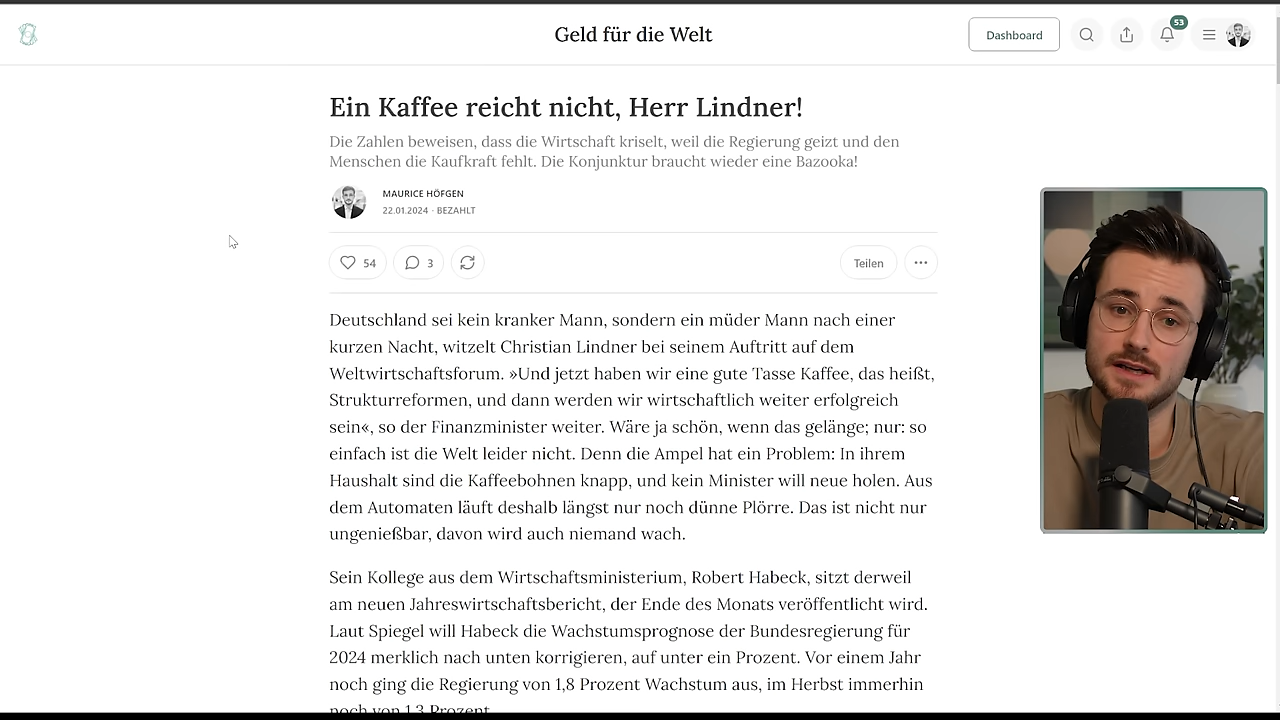 Geld für die Welt
Dashboard
53
Ein Kaffee reicht nicht, Herr Lindner!
Die Zahlen beweisen, dass die Wirtschaft kriselt, weil die Regierung geizt und den
Menschen die Kaufkraft fehlt. Die Konjunktur braucht wieder eine Bazooka!
MAURICE HÖFGEN
22.01.2024 · BEZAHLT
54
3
Teilen
Deutschland sei kein kranker Mann, sondern ein müder Mann nach einer
kurzen Nacht, witzelt Christian Lindner bei seinem Auftritt auf dem
Weltwirtschaftsforum. »Und jetzt haben wir eine gute Tasse Kaffee, das heißt,
Strukturreformen, und dann werden wir wirtschaftlich weiter erfolgreich
sein«, so der Finanzminister weiter. Wäre ja schön, wenn das gelänge; nur: so
einfach ist die Welt leider nicht. Denn die Ampel hat ein Problem: In ihrem
Haushalt sind die Kaffeebohnen knapp, und kein Minister will neue holen. Aus
dem Automaten läuft deshalb längst nur noch dünne Plörre. Das ist nicht nur
ungenießbar, davon wird auch niemand wach.
Sein Kollege aus dem Wirtschaftsministerium, Robert Habeck, sitzt derweil
am neuen Jahreswirtschaftsbericht, der Ende des Monats veröffentlicht wird.
Laut Spiegel will Habeck die Wachstumsprognose der Bundesregierung für
2024 merklich nach unten korrigieren, auf unter ein Prozent. Vor einem Jahr
noch ging die Regierung von 1,8 Prozent Wachstum aus, im Herbst immerhin
noch von 1,3 Prozent.